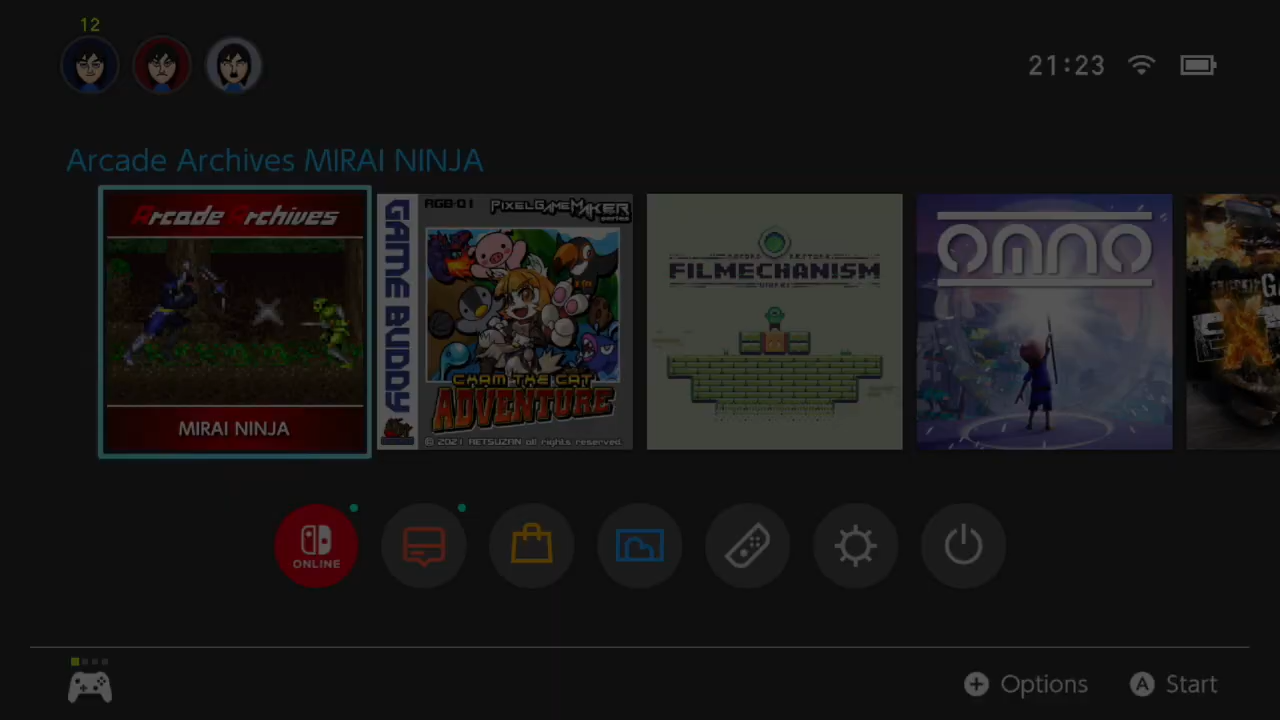 12
21:23
Arcade Archives MIRAI NINJA
Arcade Archives
MIRAI NINJA
GAME BUDDY
RGB-01
PIXEL GAME MAKER
series
CHAM THE CAT
ADVENTURE
© 2021 AETSUZAN all rights reserved.
FILMECHANISM
OMNO
ONLINE
Options
A
Start